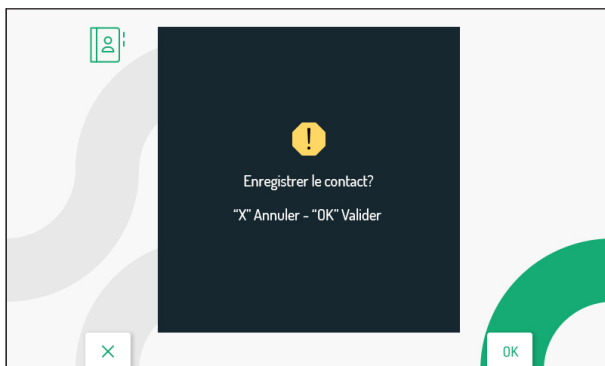 !
Enregistrer le contact?
“X” Annuler - “OK” Valider
OK